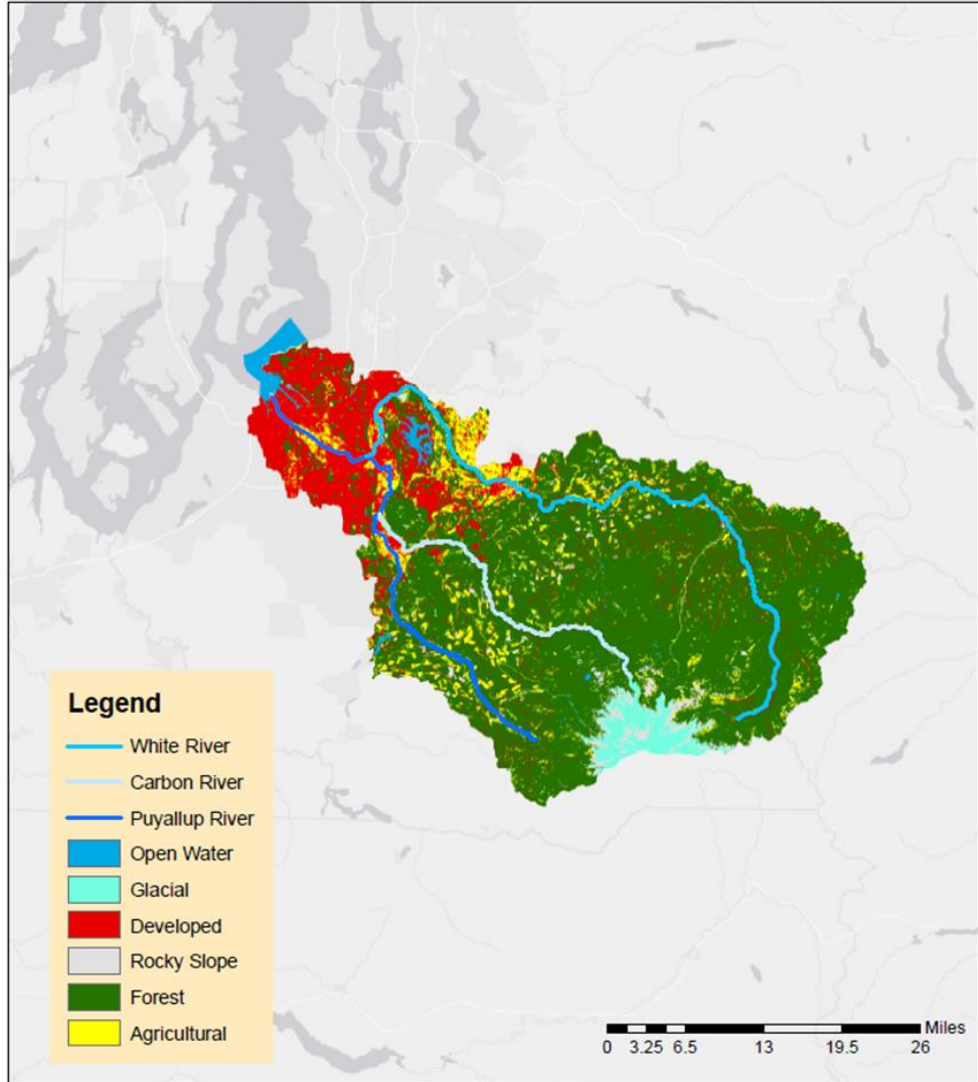 Legend
White River
Carbon River
Puyallup River
Open Water
Glacial
Developed
Rocky Slope
Forest
Agricultural
Miles
0 3.25 6.5 13 19.5 26